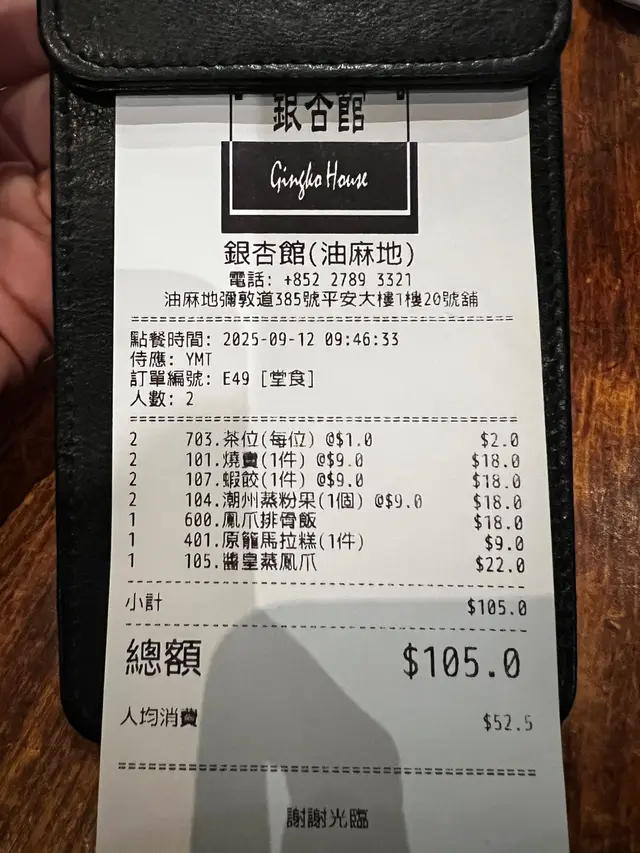 銀杏館
Gingko House
銀杏館(油麻地)
電話: +852 2789 3321
油麻地彌敦道385號平安大樓1樓20號舖
點餐時間: 2025-09-12 09:46:33
侍應: YMT
訂單編號: E49 [堂食]
人數: 2
2 703.茶位(每位) @$1.0 $2.0
2 101.燒賣(1件) @$9.0 $18.0
2 107.蝦餃(1件) @$9.0 $18.0
2 104.潮州蒸粉果(1個) @$9.0 $18.0
1 600.鳳爪排骨飯 $18.0
1 401.原籠馬拉糕(1件) $9.0
1 105.醬皇蒸鳳爪 $22.0
小計 $105.0
總額 $105.0
人均消費 $52.5
謝謝光臨